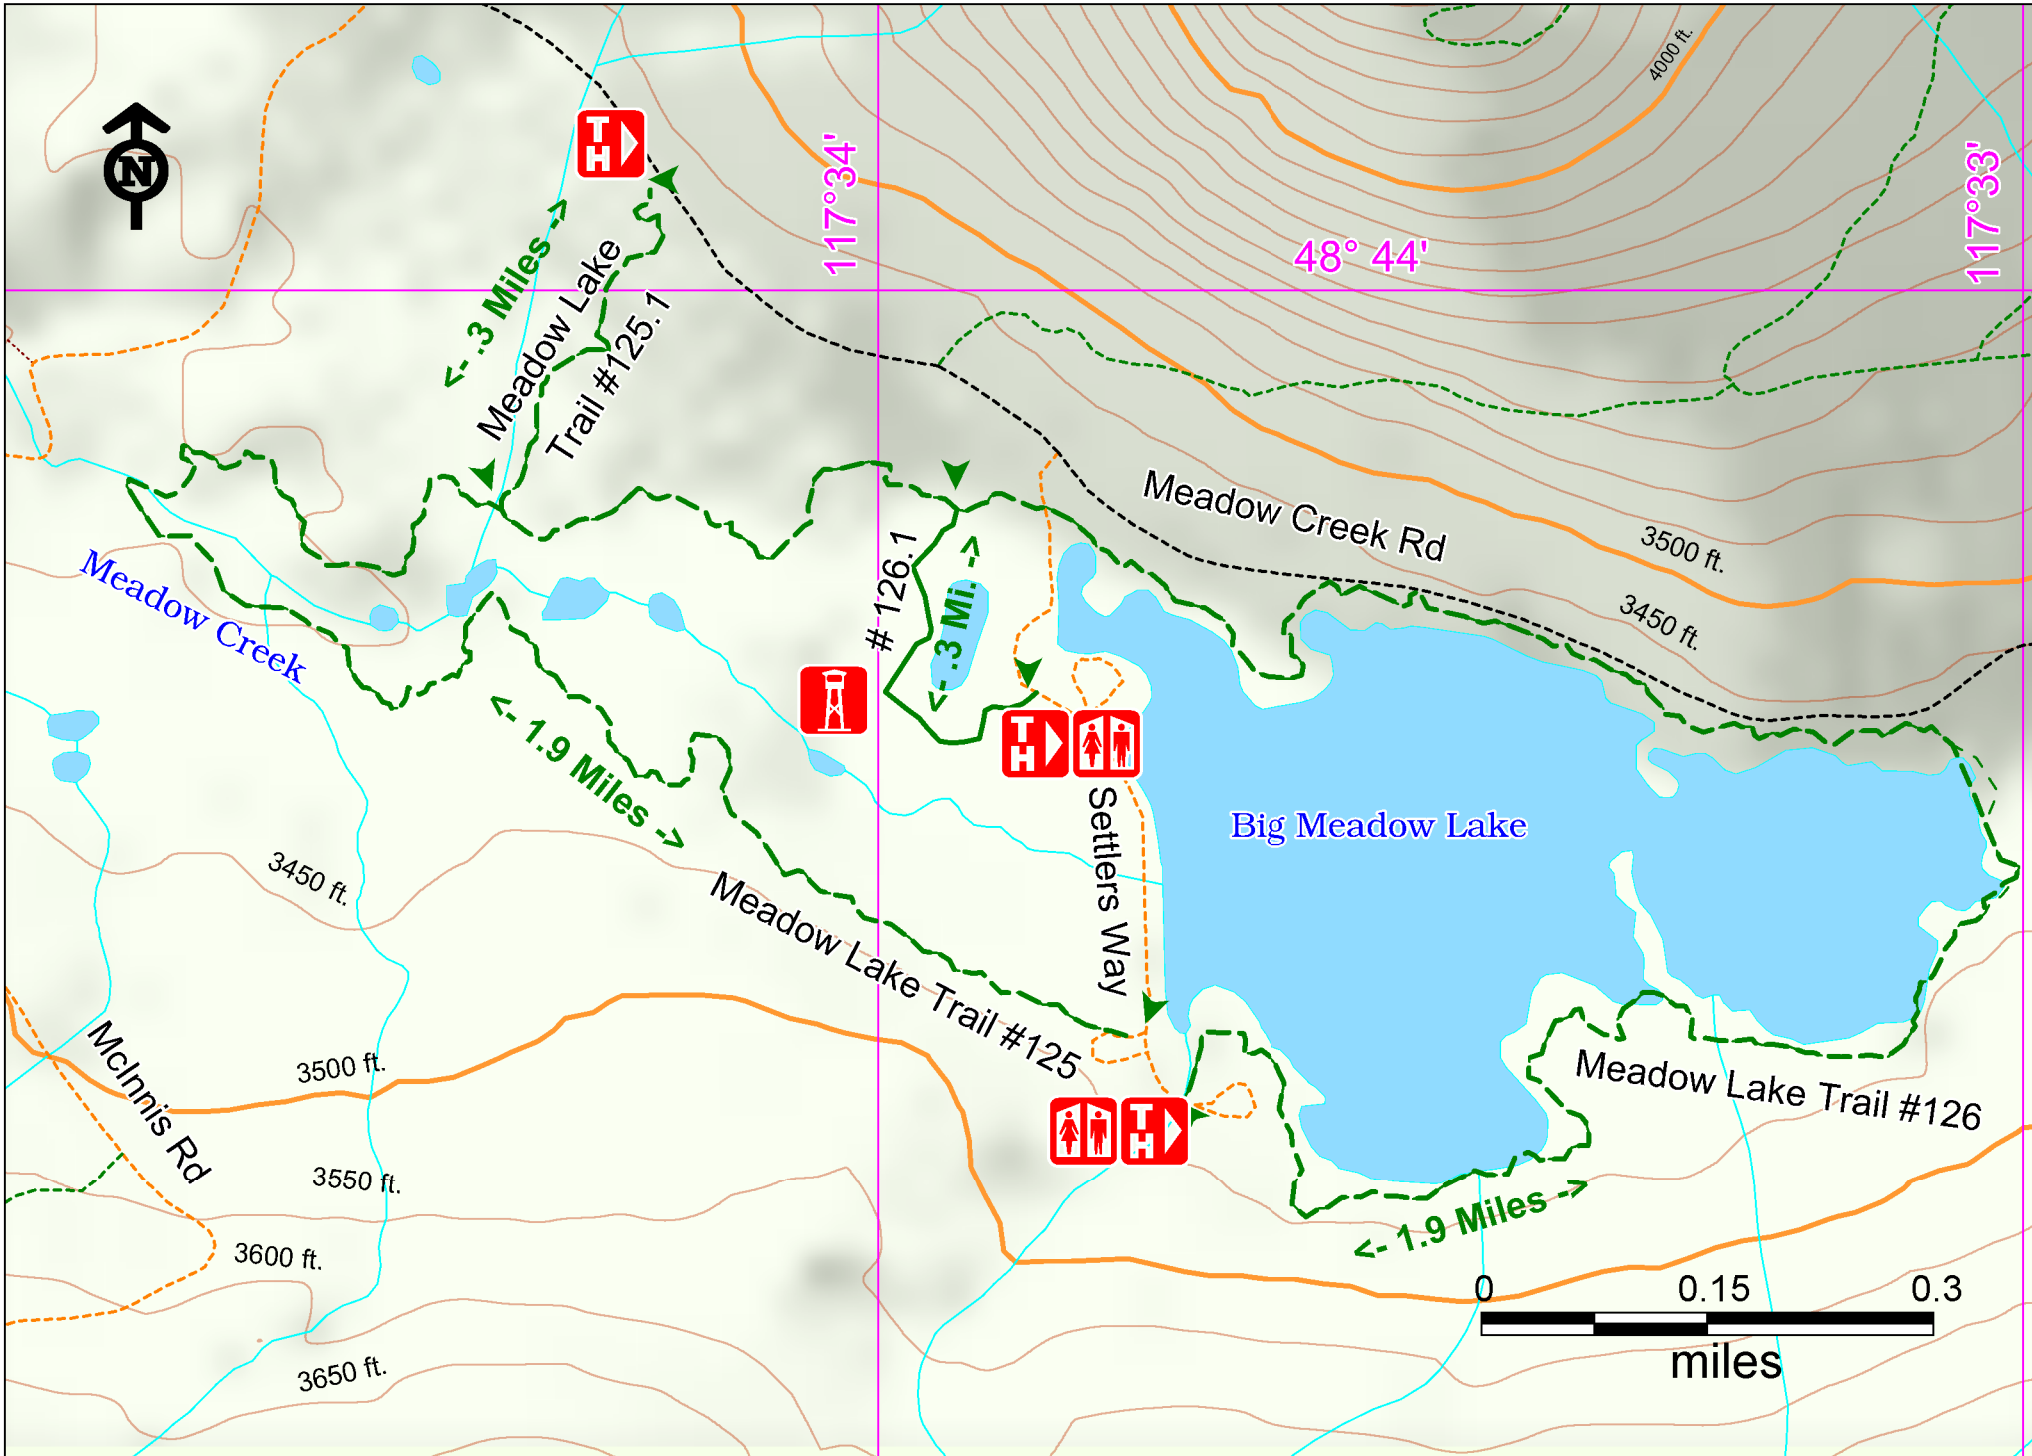 4000 ft.
N
TH
117°34'
117°33'
48° 44'
<- .3 Miles ->
Meadow Lake
Trail #125.1
Meadow Creek Rd
3500 ft.
3450 ft.
# 126.1
<- .3 Mi. ->
Meadow Creek
<- 1.9 Miles ->
TH
Settlers Way
Big Meadow Lake
3450 ft.
Meadow Lake Trail #125
McInnis Rd
3500 ft.
Meadow Lake Trail #126
TH
3550 ft.
<- 1.9 Miles ->
3600 ft.
0 0.15 0.3
miles
3650 ft.